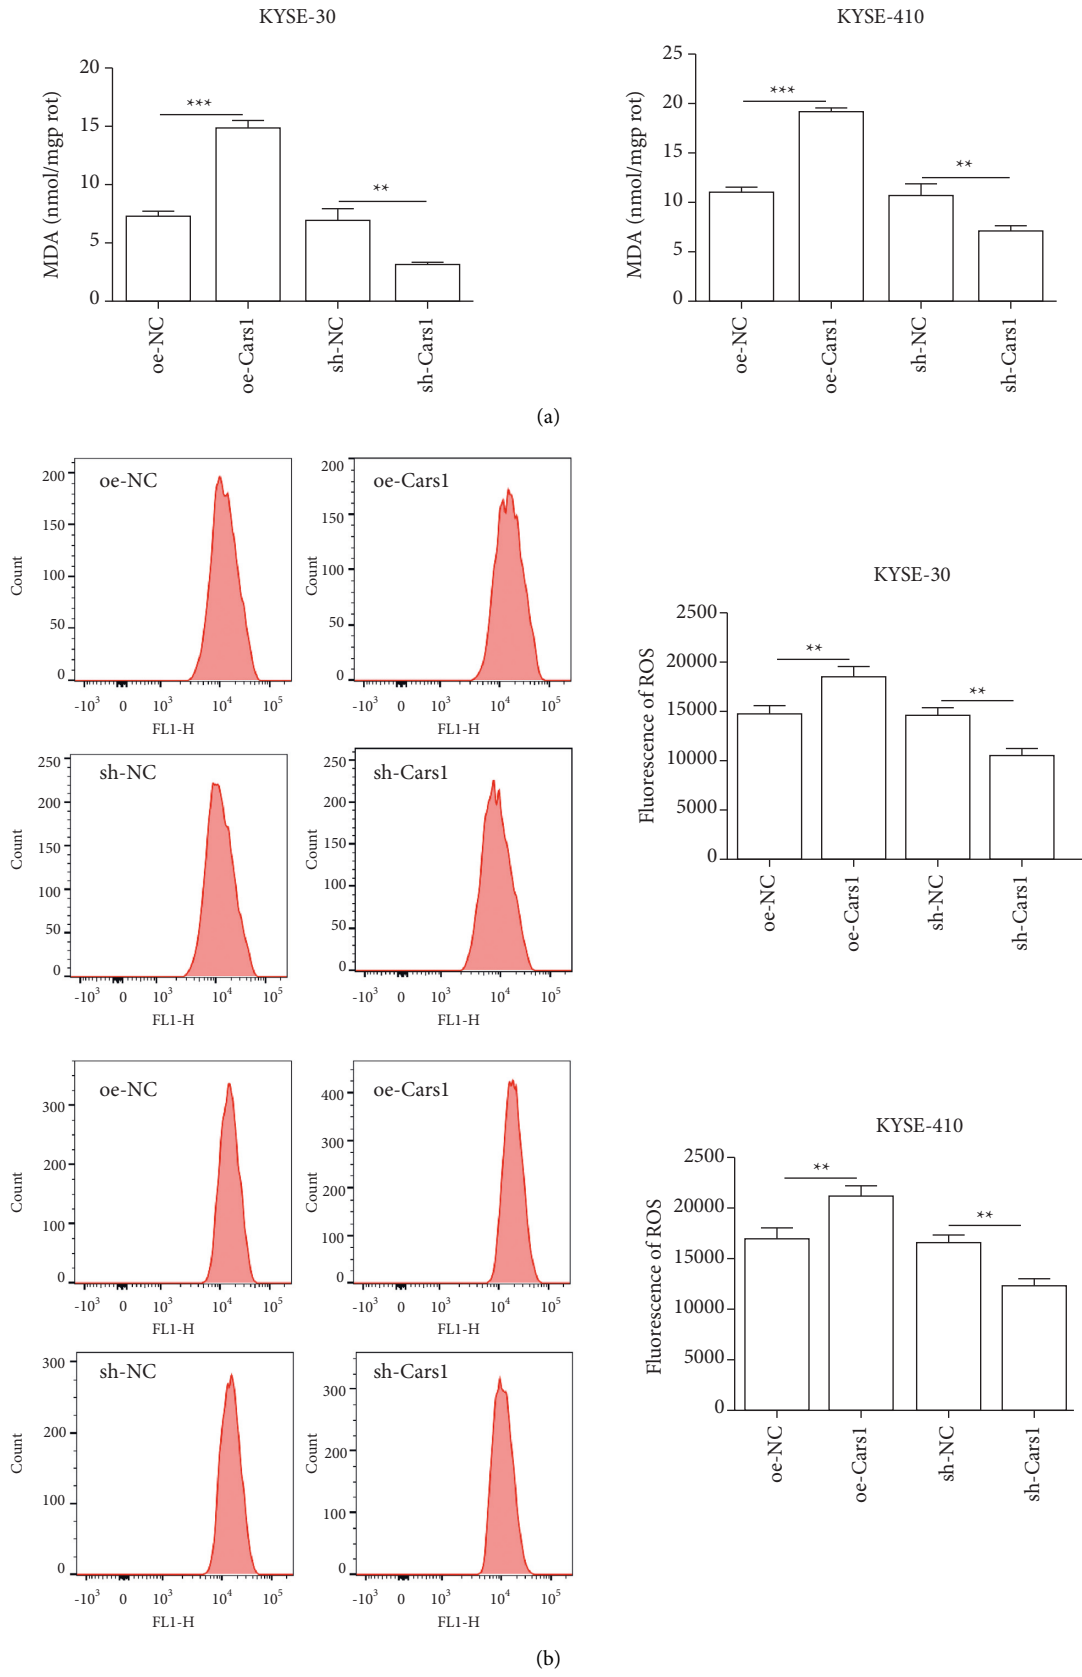 KYSE-30
MDA (nmol/mgp rot)
20
15
10
5
0
***
**
oe-NC
oe-Cars1
sh-NC
sh-Cars1
KYSE-410
MDA (nmol/mgp rot)
25
20
15
10
5
0
***
**
oe-NC
oe-Cars1
sh-NC
sh-Cars1
(a)
oe-NC
Count
200
150
100
50
0
-10³ 0 10³ 10⁴ 10⁵
FL1-H
oe-Cars1
Count
200
150
100
50
0
-10³ 0 10³ 10⁴ 10⁵
FL1-H
sh-NC
Count
250
200
150
100
50
0
-10³ 0 10³ 10⁴ 10⁵
FL1-H
sh-Cars1
Count
250
200
150
100
50
0
-10³ 0 10³ 10⁴ 10⁵
FL1-H
KYSE-30
Fluorescence of ROS
2500
20000
15000
10000
5000
0
**
**
oe-NC
oe-Cars1
sh-NC
sh-Cars1
oe-NC
Count
300
200
100
0
-10³ 0 10³ 10⁴ 10⁵
FL1-H
oe-Cars1
Count
400
300
200
100
0
-10³ 0 10³ 10⁴ 10⁵
FL1-H
sh-NC
Count
300
200
100
0
-10³ 0 10³ 10⁴ 10⁵
FL1-H
sh-Cars1
Count
300
200
100
0
-10³ 0 10³ 10⁴ 10⁵
FL1-H
KYSE-410
Fluorescence of ROS
2500
20000
15000
10000
5000
0
**
**
oe-NC
oe-Cars1
sh-NC
sh-Cars1
(b)